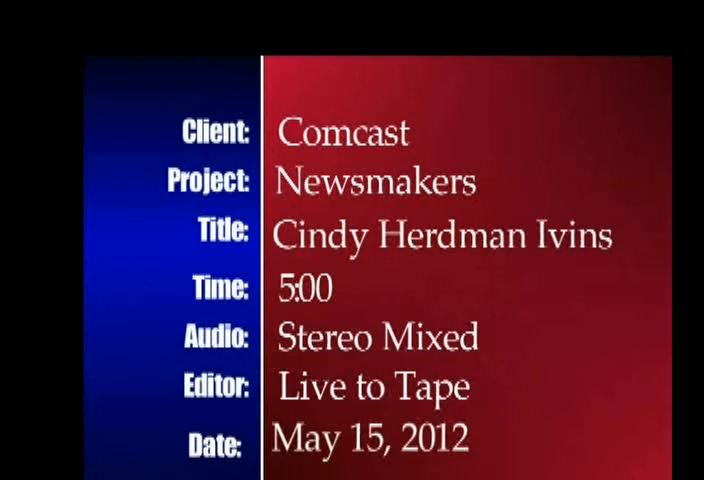 Client: Comcast
Project: Newsmakers
Title: Cindy Herdman Ivins
Time: 5:00
Audio: Stereo Mixed
Editor: Live to Tape
Date: May 15, 2012